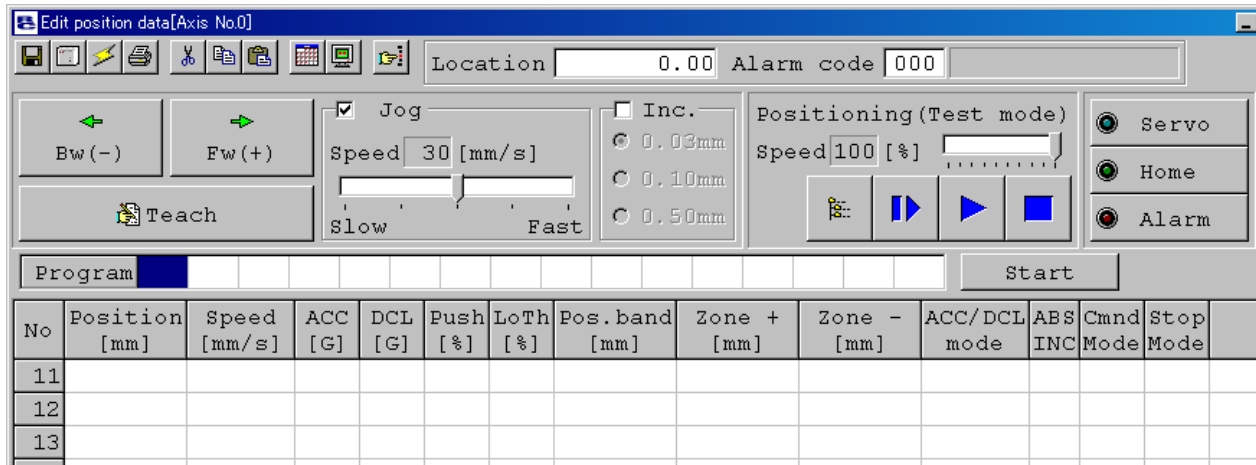 Edit position data[Axis No.0]
Location 0.00 Alarm code 000
Bw(-) Fw(+)
Teach
Jog
Speed 30 [mm/s]
Slow Fast
Inc.
0.03mm
0.10mm
0.50mm
Positioning(Test mode)
Speed 100 [%]
Servo
Home
Alarm
Program Start
No Position Speed ACC DCL Push LoTh Pos.band Zone + Zone - ACC/DCL ABS Cmnd Stop
[mm] [mm/s] [G] [G] [%] [%] [mm] [mm] [mm] mode INC Mode Mode
11
12
13